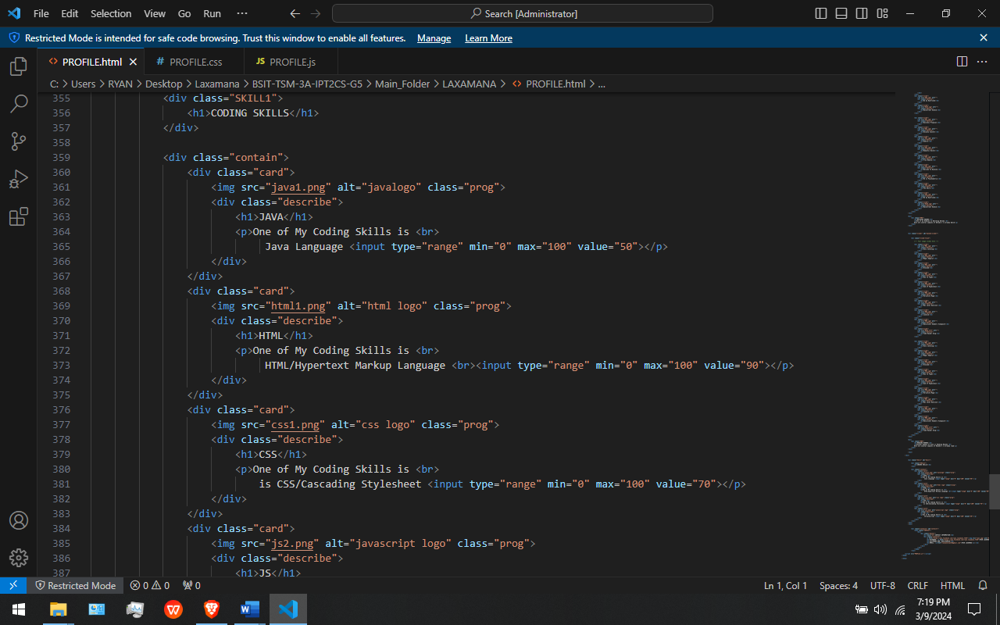 File Edit Selection View Go Run ··· Search [Administrator]
Restricted Mode is intended for safe code browsing. Trust this window to enable all features. Manage Learn More
<> PROFILE.html # PROFILE.css JS PROFILE.js
C: > Users > RYAN > Desktop > Laxamana > BSIT-TSM-3A-IPT2CS-G5 > Main_Folder > LAXAMANA > <> PROFILE.html > ...
355 <div class="SKILL1">
356 <h1>CODING SKILLS</h1>
357 </div>
358
359 <div class="contain">
360 <div class="card">
361 <img src="java1.png" alt="javalogo" class="prog">
362 <div class="describe">
363 <h1>JAVA</h1>
364 <p>One of My Coding Skills is <br>
365 Java Language <input type="range" min="0" max="100" value="50"></p>
366 </div>
367 </div>
368 <div class="card">
369 <img src="html1.png" alt="html logo" class="prog">
370 <div class="describe">
371 <h1>HTML</h1>
372 <p>One of My Coding Skills is <br>
373 HTML/Hypertext Markup Language <br><input type="range" min="0" max="100" value="90"></p>
374 </div>
375 </div>
376 <div class="card">
377 <img src="css1.png" alt="css logo" class="prog">
378 <div class="describe">
379 <h1>CSS</h1>
380 <p>One of My Coding Skills is <br>
381 is CSS/Cascading Stylesheet <input type="range" min="0" max="100" value="70"></p>
382 </div>
383 </div>
384 <div class="card">
385 <img src="js2.png" alt="javascript logo" class="prog">
386 <div class="describe">
387 <h1>JS</h1>
Restricted Mode 0 0 0 Ln 1, Col 1 Spaces: 4 UTF-8 CRLF HTML
7:19 PM
3/9/2024